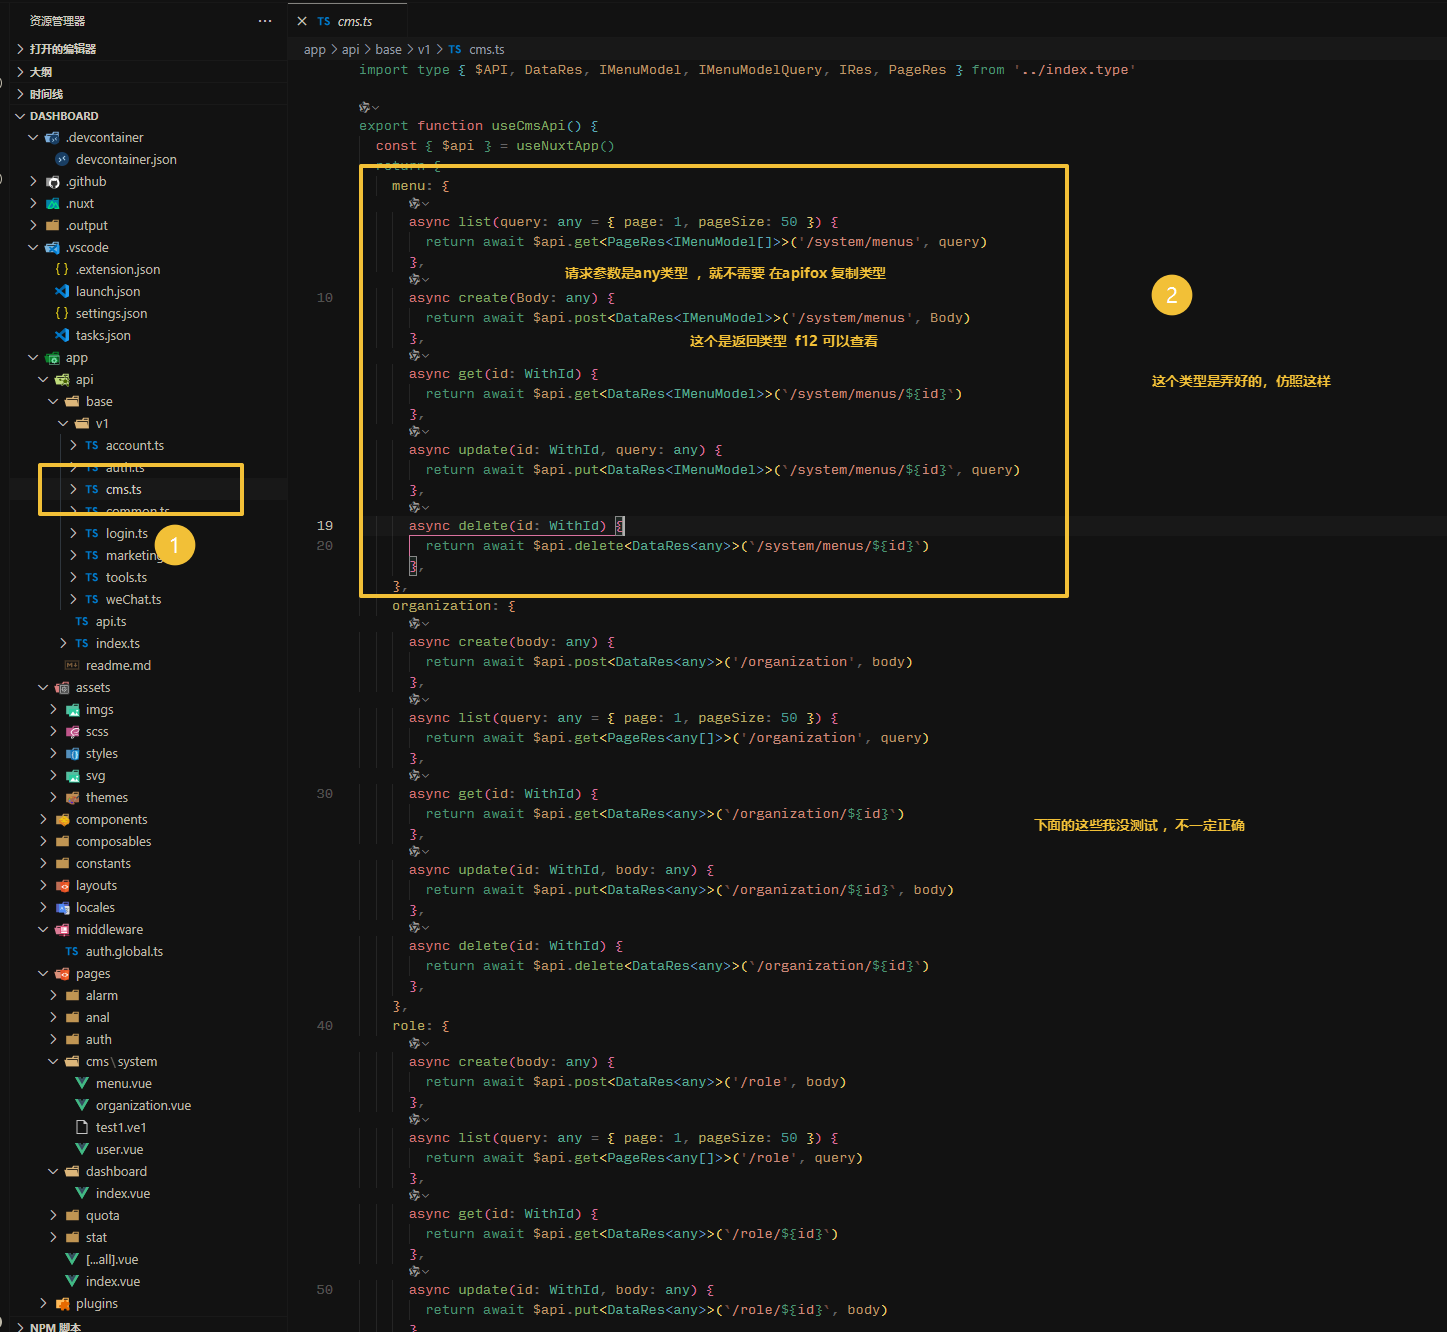 资源管理器
打开的编辑器
大纲
时间线
DASHBOARD
.devcontainer
devcontainer.json
.github
.nuxt
.output
.vscode
.extension.json
launch.json
settings.json
tasks.json
app
api
base
v1
account.ts
auth.ts
cms.ts
common.ts
login.ts
1
marketing
tools.ts
weChat.ts
api.ts
index.ts
readme.md
assets
imgs
scss
styles
svg
themes
components
composables
constants
layouts
locales
middleware
auth.global.ts
pages
alarm
anal
auth
cms\system
menu.vue
organization.vue
test1.ve1
user.vue
dashboard
index.vue
quota
stat
[...all].vue
index.vue
plugins
NPM 脚本
TS cms.ts
app > api > base > v1 > TS cms.ts
import type { $API, DataRes, IMenuModel, IMenuModelQuery, IRes, PageRes } from '../index.type'
export function useCmsApi() {
const { $api } = useNuxtApp()
return {
menu: {
async list(query: any = { page: 1, pageSize: 50 }) {
return await $api.get<PageRes<IMenuModel[]>>('/system/menus', query)
},
请求参数是any类型 ，就不需要 在apifox 复制类型
10 async create(Body: any) {
return await $api.post<DataRes<IMenuModel>>('/system/menus', Body)
},
这个是返回类型 f12 可以查看
async get(id: WithId) {
return await $api.get<DataRes<IMenuModel>>(`/system/menus/${id}`)
},
async update(id: WithId, query: any) {
return await $api.put<DataRes<IMenuModel>>(`/system/menus/${id}`, query)
},
19 async delete(id: WithId) {
20 return await $api.delete<DataRes<any>>(`/system/menus/${id}`)
},
},
2
这个类型是弄好的，仿照这样
organization: {
async create(body: any) {
return await $api.post<DataRes<any>>('/organization', body)
},
async list(query: any = { page: 1, pageSize: 50 }) {
return await $api.get<PageRes<any[]>>('/organization', query)
},
30 async get(id: WithId) {
return await $api.get<DataRes<any>>(`/organization/${id}`)
},
下面的这些我没测试 ，不一定正确
async update(id: WithId, body: any) {
return await $api.put<DataRes<any>>(`/organization/${id}`, body)
},
async delete(id: WithId) {
return await $api.delete<DataRes<any>>(`/organization/${id}`)
},
},
40 role: {
async create(body: any) {
return await $api.post<DataRes<any>>('/role', body)
},
async list(query: any = { page: 1, pageSize: 50 }) {
return await $api.get<PageRes<any[]>>('/role', query)
},
async get(id: WithId) {
return await $api.get<DataRes<any>>(`/role/${id}`)
},
50 async update(id: WithId, body: any) {
return await $api.put<DataRes<any>>(`/role/${id}`, body)
},